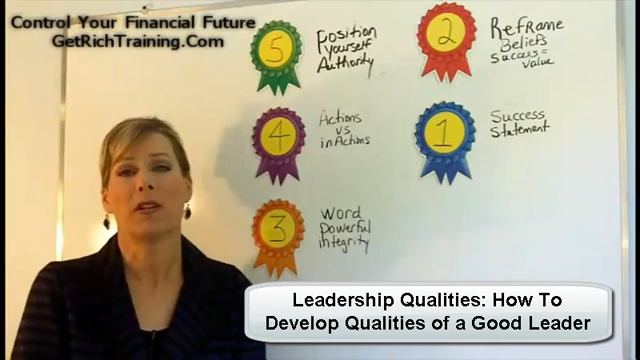 Control Your Financial Future
GetRichTraining.Com
5
Position
yourself
Authority
2
Reframe
Beliefs
success =
value
4
Actions
vs
inActions
1
Success
Statement
3
Word
powerful
integrity
Leadership Qualities: How To
Develop Qualities of a Good Leader